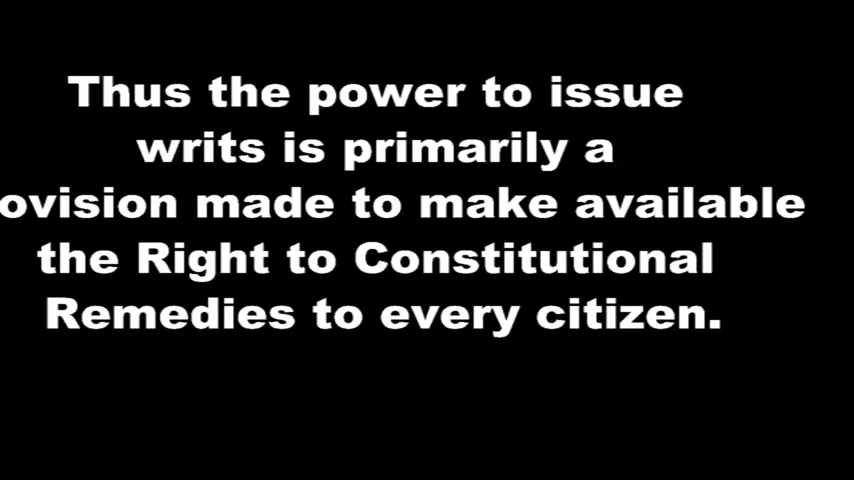 Thus the power to issue
writs is primarily a
ovision made to make available
the Right to Constitutional
Remedies to every citizen.